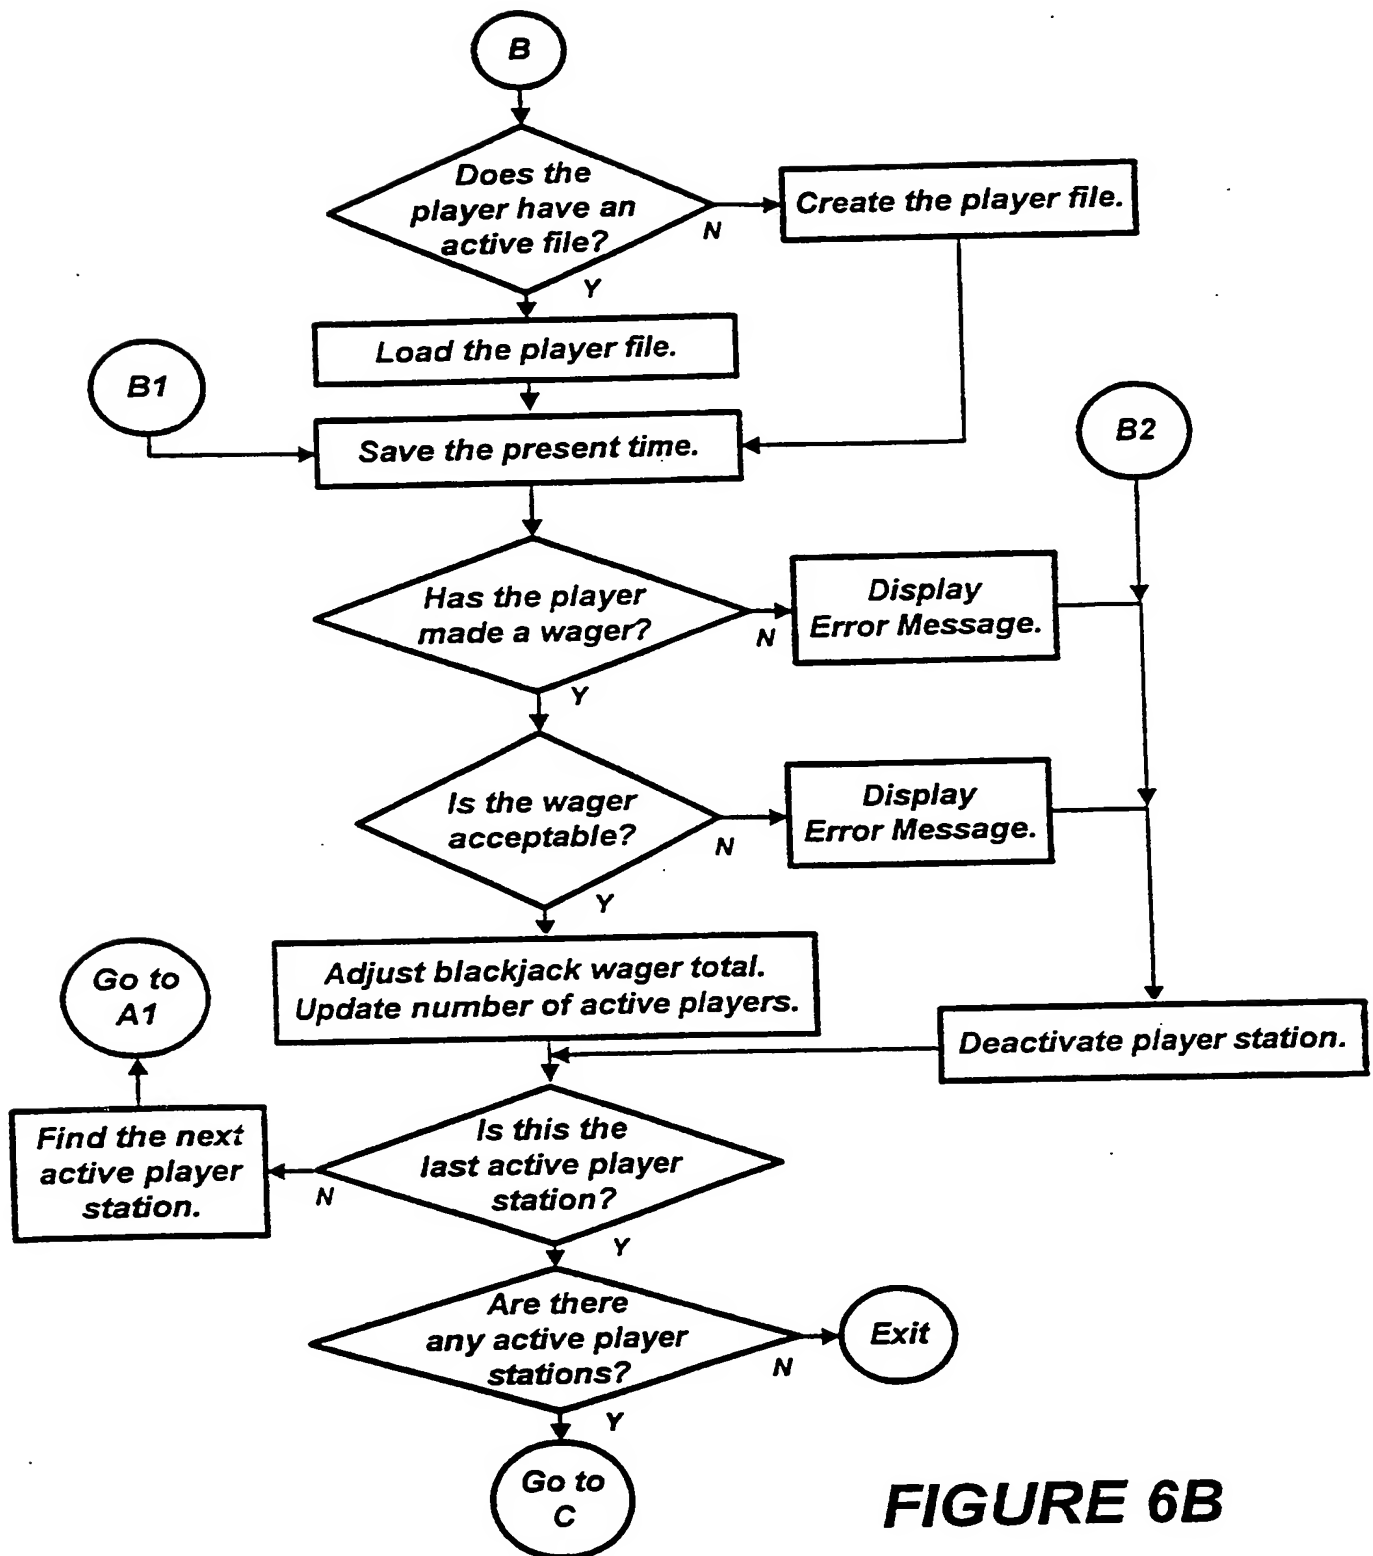 B
Does the
player have an
active file?
N
Create the player file.
Y
Load the player file.
B1
Save the present time.
B2
Has the player
made a wager?
N
Display
Error Message.
Y
Is the wager
acceptable?
N
Display
Error Message.
Y
Go to
A1
Adjust blackjack wager total.
Update number of active players.
Deactivate player station.
Is this the
last active player
station?
N
Find the next
active player
station.
Y
Are there
any active player
stations?
N
Exit
Y
Go to
C
FIGURE 6B